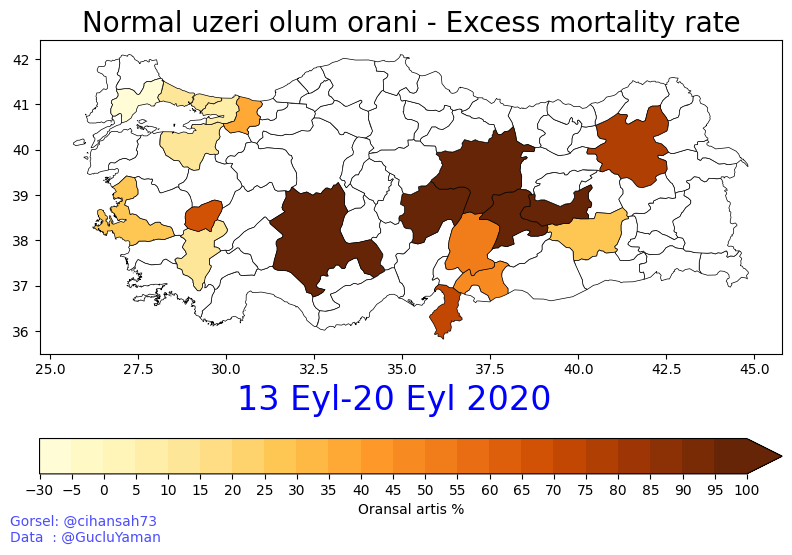 Normal uzeri olum orani - Excess mortality rate
42
41
40
39
38
37
36
25.0 27.5 30.0 32.5 35.0 37.5 40.0 42.5 45.0
13 Eyl-20 Eyl 2020
−30 −5 0 5 10 15 20 25 30 35 40 45 50 55 60 65 70 75 80 85 90 95 100
Oransal artis %
Gorsel: @cihansah73
Data : @GucluYaman